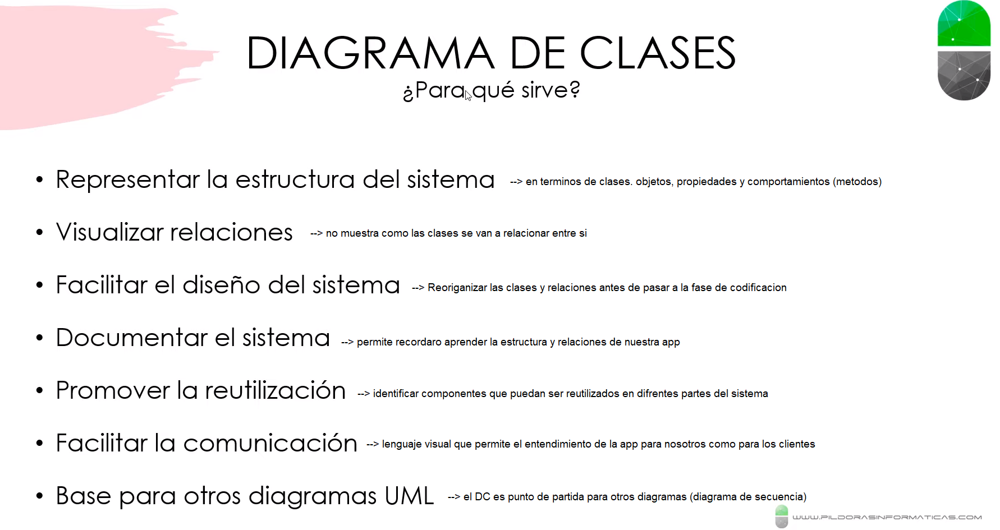 DIAGRAMA DE CLASES
¿Para qué sirve?
• Representar la estructura del sistema --> en terminos de clases. objetos, propiedades y comportamientos (metodos)
• Visualizar relaciones --> no muestra como las clases se van a relacionar entre si
• Facilitar el diseño del sistema --> Reoriganizar las clases y relaciones antes de pasar a la fase de codificacion
• Documentar el sistema --> permite recordaro aprender la estructura y relaciones de nuestra app
• Promover la reutilización --> identificar componentes que puedan ser reutilizados en difrentes partes del sistema
• Facilitar la comunicación --> lenguaje visual que permite el entendimiento de la app para nosotros como para los clientes
• Base para otros diagramas UML --> el DC es punto de partida para otros diagramas (diagrama de secuencia)
WWW.PILDORASINFORMATICAS.COM